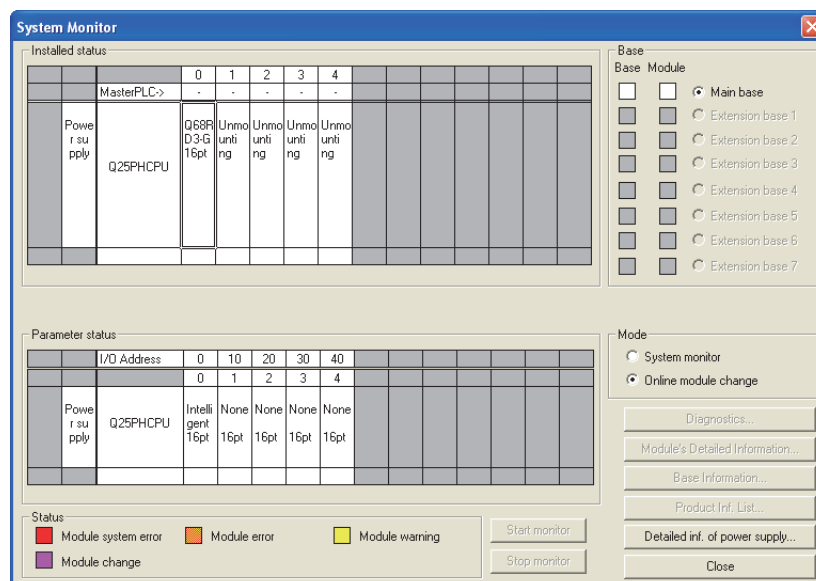 System Monitor
Installed status
0 1 2 3 4
MasterPLC-> - - - - -
Powe
r su
pply
Q25PHCPU
Q68R
D3-G
16pt
Unmo
unti
ng
Unmo
unti
ng
Unmo
unti
ng
Unmo
unti
ng
Base
Base Module
Main base
Extension base 1
Extension base 2
Extension base 3
Extension base 4
Extension base 5
Extension base 6
Extension base 7
Parameter status
I/O Address 0 10 20 30 40
0 1 2 3 4
Powe
r su
pply
Q25PHCPU
Intelli
gent
16pt
None
16pt
None
16pt
None
16pt
None
16pt
Mode
System monitor
Online module change
Diagnostics...
Module's Detailed Information...
Base Information...
Product Inf. List...
Detailed inf. of power supply...
Close
Status
Module system error
Module error
Module warning
Module change
Start monitor
Stop monitor